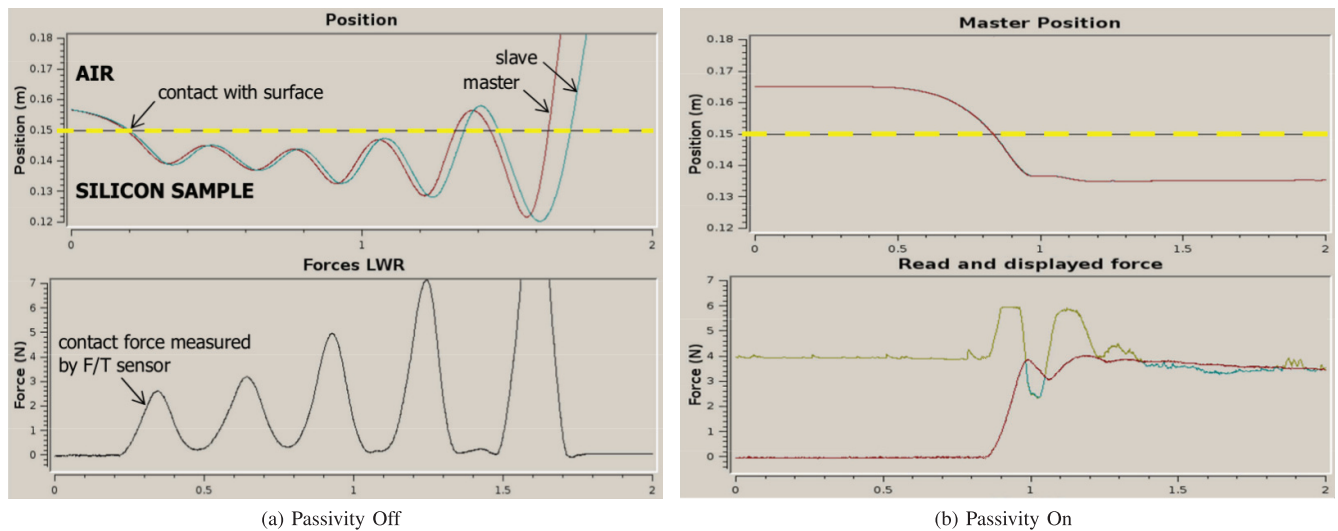 Position
0.18
0.17
0.16
0.15
0.14
0.13
0.12
Position (m)
AIR
contact with surface
slave
master
SILICON SAMPLE
0
1
2
Forces LWR
7
6
5
4
3
2
1
0
Force (N)
contact force measured
by F/T sensor
0
0.5
1
1.5
2
(a) Passivity Off
Master Position
0.18
0.17
0.16
0.15
0.14
0.13
0.12
Position (m)
0
0.5
1
1.5
2
Read and displayed force
7
6
5
4
3
2
1
0
Force (N)
0
0.5
1
1.5
2
(b) Passivity On